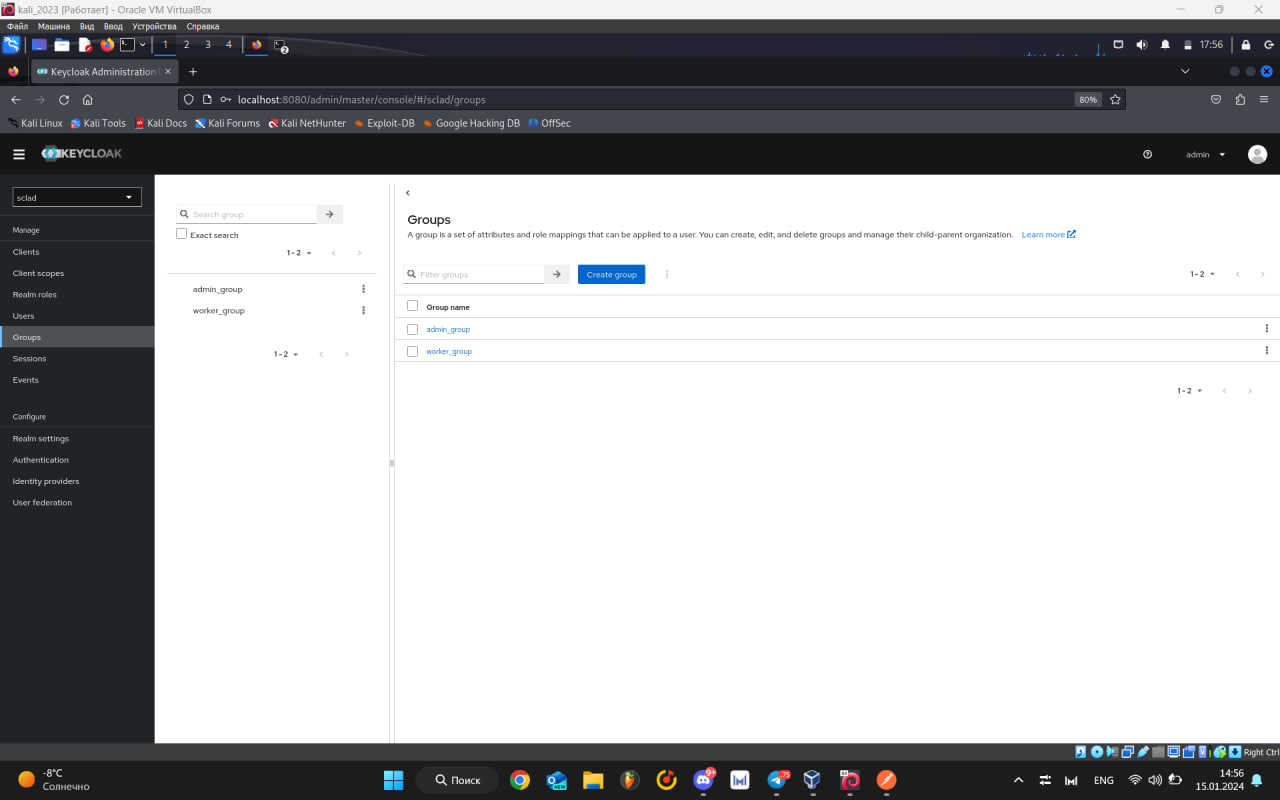 kali_2023 [Работает] - Oracle VM VirtualBox
Файл Машина Вид Ввод Устройства Справка
1 2 3 4 2 17:56
Keycloak Administration
localhost:8080/admin/master/console/#/sclad/groups 80%
Kali Linux Kali Tools Kali Docs Kali Forums Kali NetHunter Exploit-DB Google Hacking DB OffSec
KEYCLOAK admin
sclad
Manage
Clients
Client scopes
Realm roles
Users
Groups
Sessions
Events
Configure
Realm settings
Authentication
Identity providers
User federation
Search group
Exact search
1 - 2
admin_group
worker_group
1 - 2
Groups
A group is a set of attributes and role mappings that can be applied to a user. You can create, edit, and delete groups and manage their child-parent organization. Learn more
Filter groups Create group 1 - 2
Group name
admin_group
worker_group
1 - 2
Right Ctrl
-8°C
Солнечно
Поиск
NEW
9+
75
ENG
14:56
15.01.2024